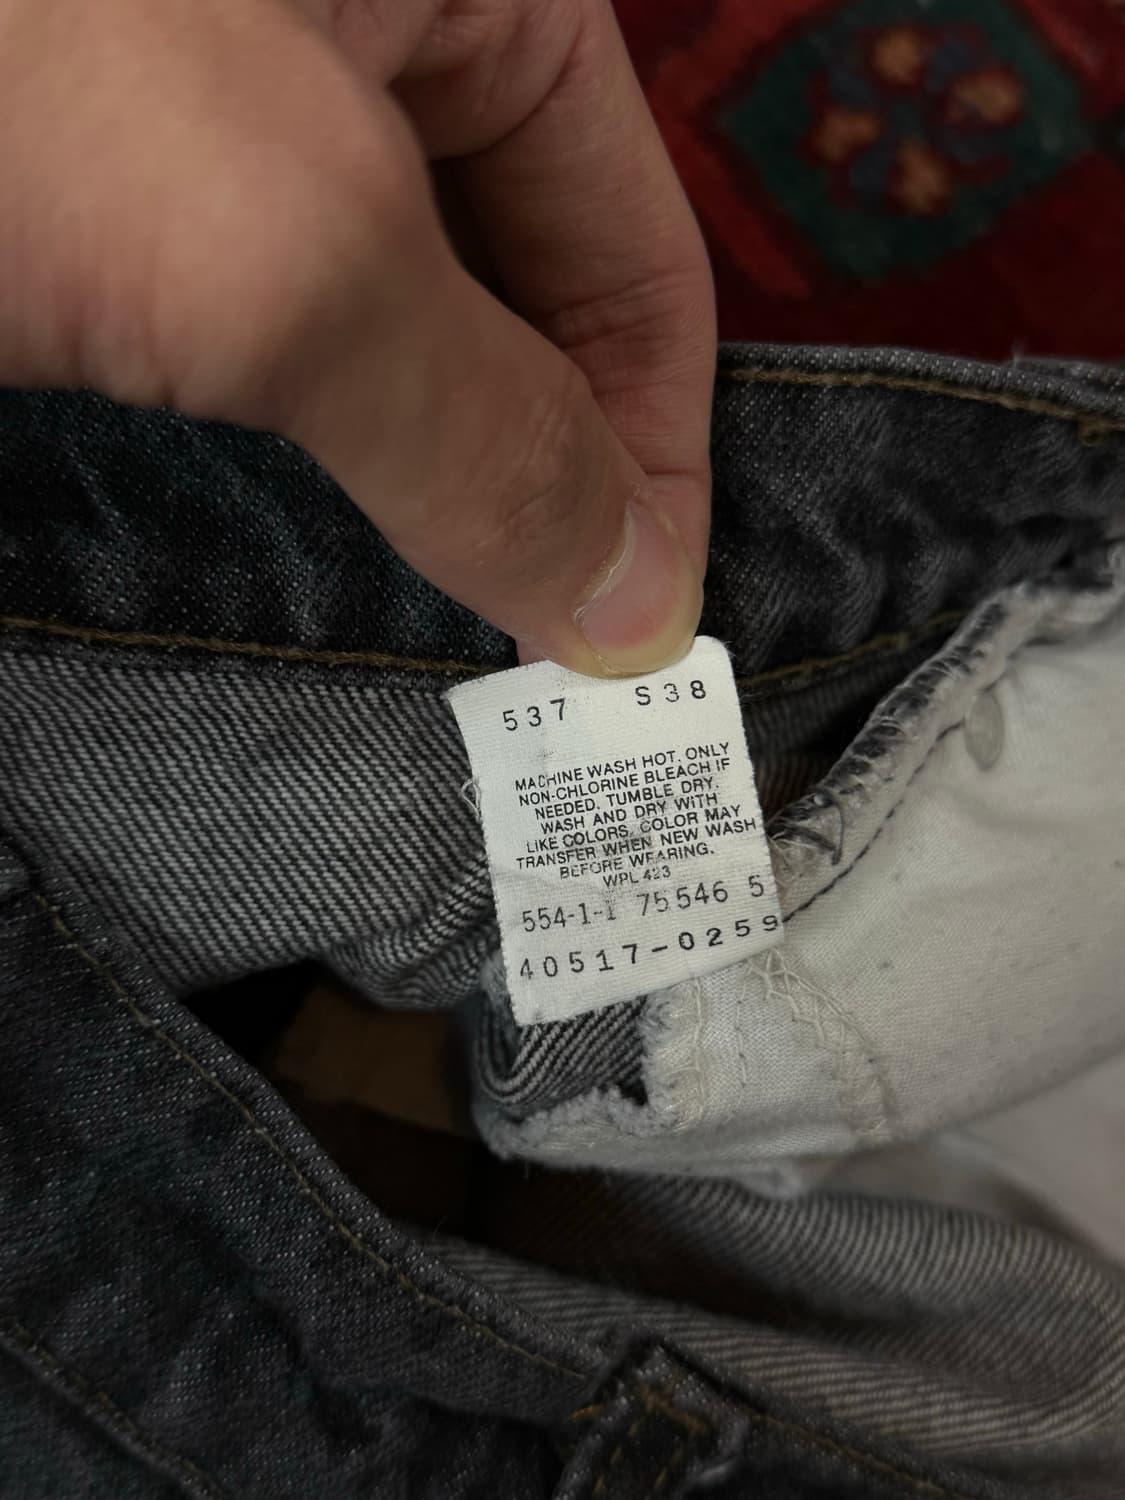 537 S38
MACHINE WASH HOT. ONLY
NON-CHLORINE BLEACH IF
NEEDED. TUMBLE DRY.
WASH AND DRY WITH
LIKE COLORS. COLOR MAY
TRANSFER WHEN NEW WASH
BEFORE WEARING.
WPL 423
554-1-1 75546 5
40517-0259